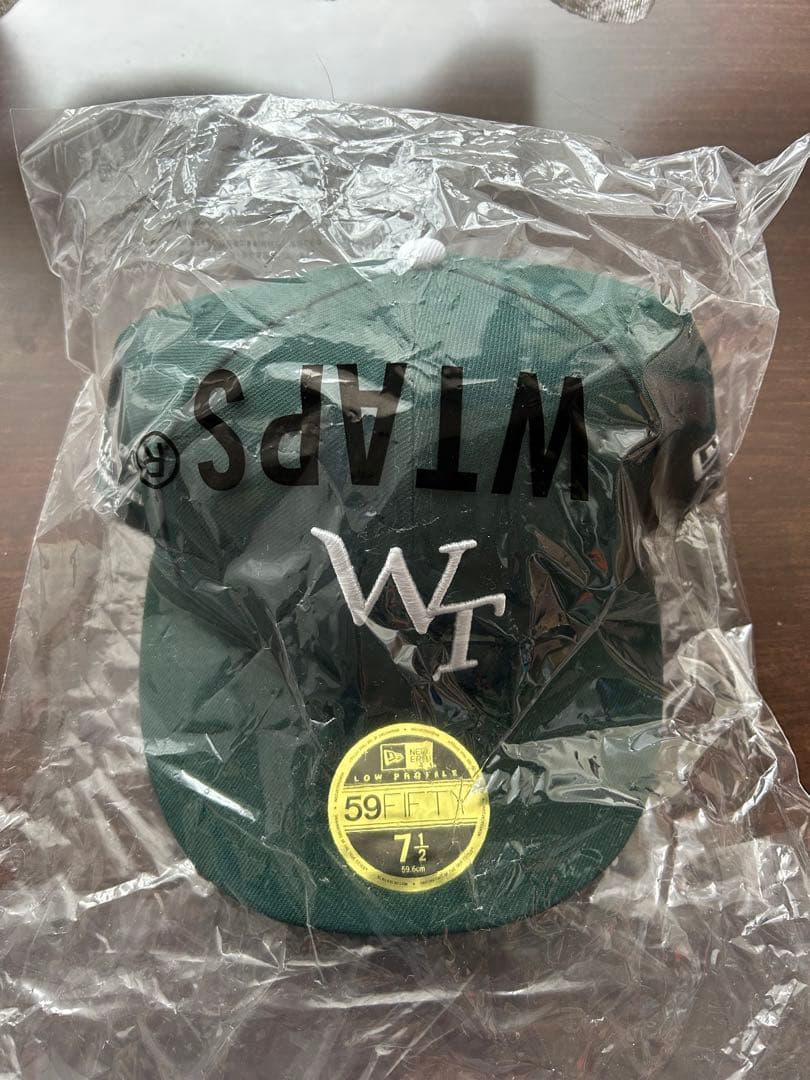 WTAPS®
WT
NEW ERA
LOW PROFILE
59FIFTY
7 1/2
59.6cm